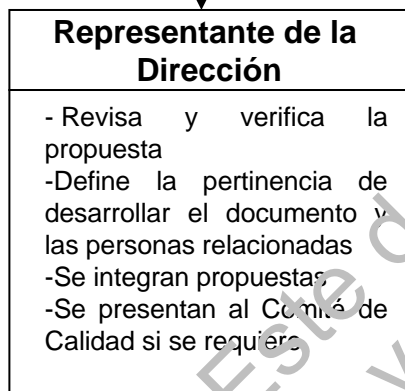 Representante de la
Dirección
- Revisa y verifica la
propuesta
-Define la pertinencia de
desarrollar el documento y
las personas relacionadas
-Se integran propuestas
-Se presentan al Comité de
Calidad si se requiere
Este d